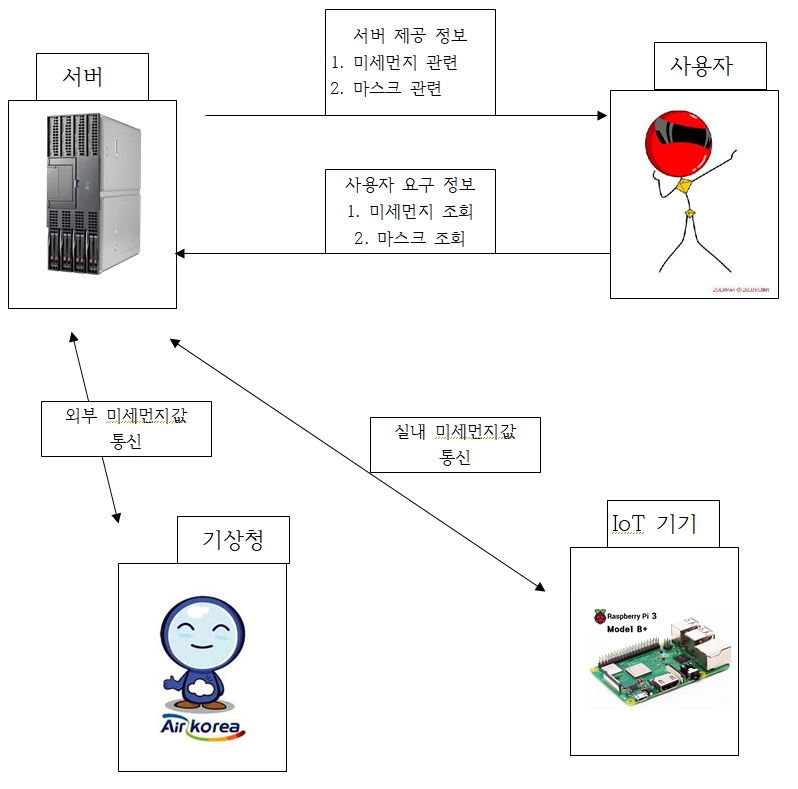 서버 제공 정보
1. 미세먼지 관련
2. 마스크 관련
서버
사용자
사용자 요구 정보
1. 미세먼지 조회
2. 마스크 조회
외부 미세먼지값
통신
실내 미세먼지값
통신
기상청
IoT 기기
Raspberry Pi 3
Model B+
Air korea